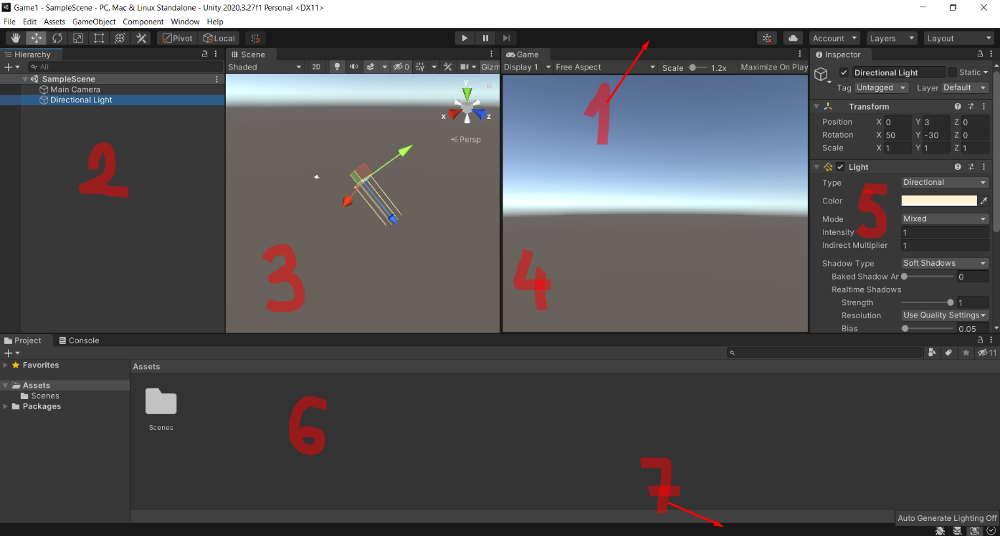 Game1 - SampleScene - PC, Mac & Linux Standalone - Unity 2020.3.27f1 Personal <DX11>
File Edit Assets GameObject Component Window Help
Pivot Local Account Layers Layout
Hierarchy
All
SampleScene
Main Camera
Directional Light
2
Scene
Shaded 2D 0 Gizm
y
x z
Persp
3
Game
Display 1 Free Aspect Scale 1.2x Maximize On Play
1
4
Inspector
Directional Light Static
Tag Untagged Layer Default
Transform
Position X 0 Y 3 Z 0
Rotation X 50 Y -30 Z 0
Scale X 1 Y 1 Z 1
Light
Type Directional
Color
Mode Mixed
Intensity 1
Indirect Multiplier 1
5
Shadow Type Soft Shadows
Baked Shadow Ar 0
Realtime Shadows
Strength 1
Resolution Use Quality Settings
Bias 0.05
Project Console
11
Favorites
Assets
Scenes
Packages
Assets
Scenes
6
7
Auto Generate Lighting Off